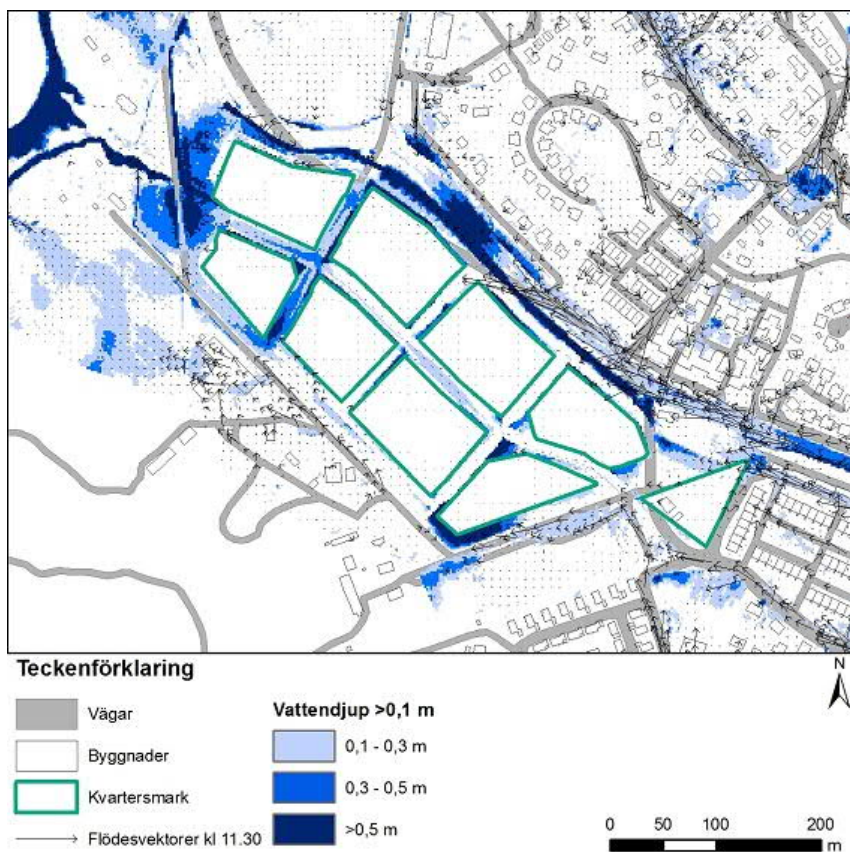 Teckenförklaring
Vägar
Byggnader
Kvartersmark
Flödesvektorer kl 11.30
Vattendjup >0,1 m
0,1 - 0,3 m
0,3 - 0,5 m
>0,5 m
N
0 50 100 200
m